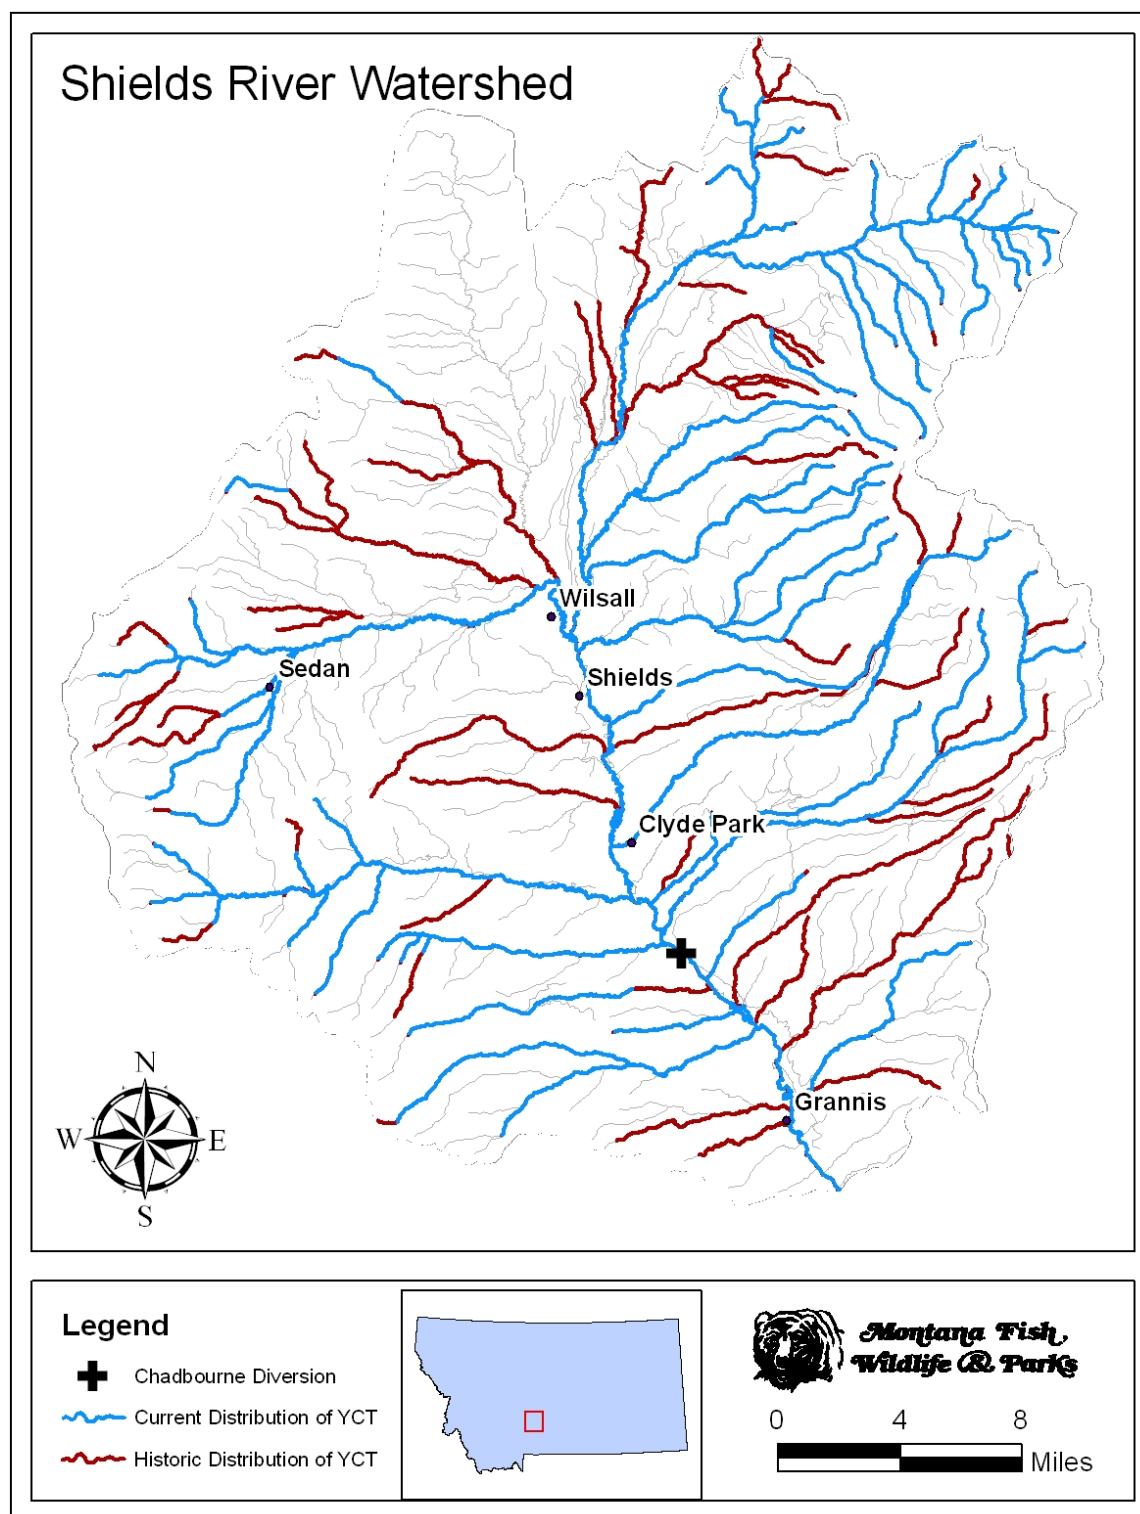 Shields River Watershed
Wilsall
Sedan
Shields
Clyde Park
Grannis
N
W
E
S
Legend
Chadbourne Diversion
Current Distribution of YCT
Historic Distribution of YCT
Montana Fish,
Wildlife & Parks
0 4 8
Miles